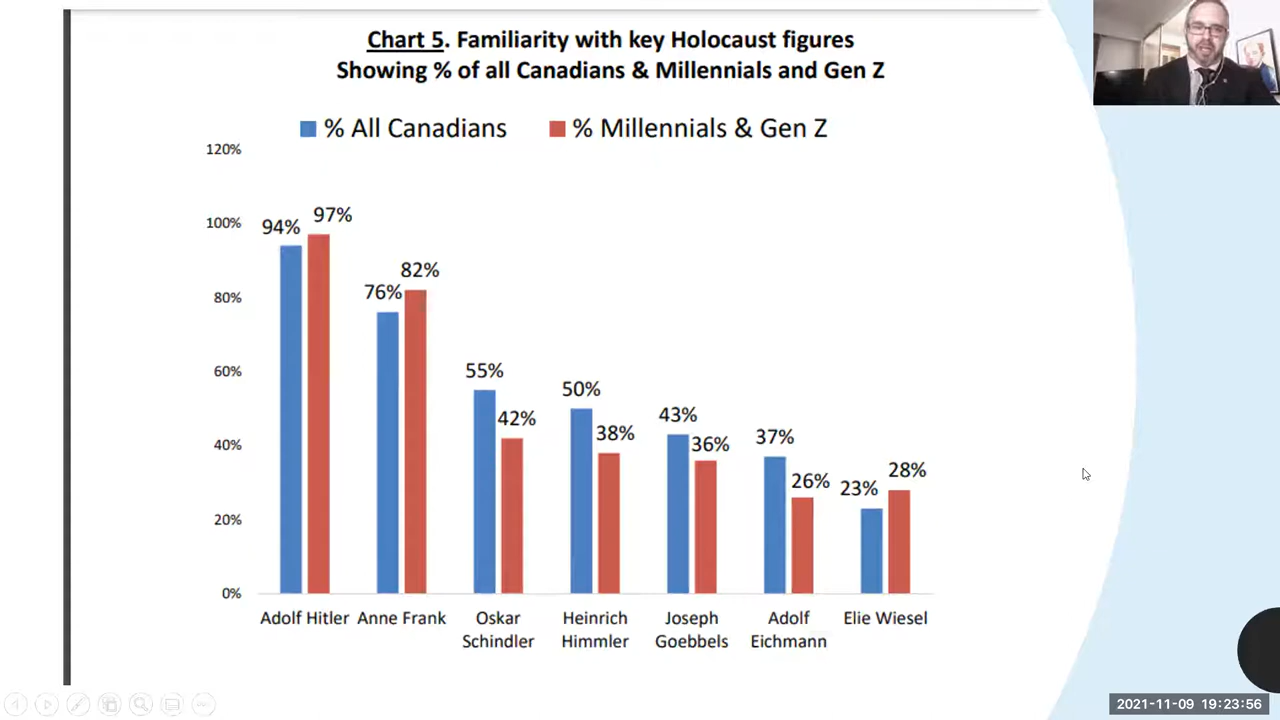 Chart 5. Familiarity with key Holocaust figures
Showing % of all Canadians & Millennials and Gen Z
% All Canadians
% Millennials & Gen Z
120%
100%
80%
60%
40%
20%
0%
94%
97%
76%
82%
55%
42%
50%
38%
43%
36%
37%
26%
23%
28%
Adolf Hitler
Anne Frank
Oskar
Schindler
Heinrich
Himmler
Joseph
Goebbels
Adolf
Eichmann
Elie Wiesel
2021-11-09 19:23:56